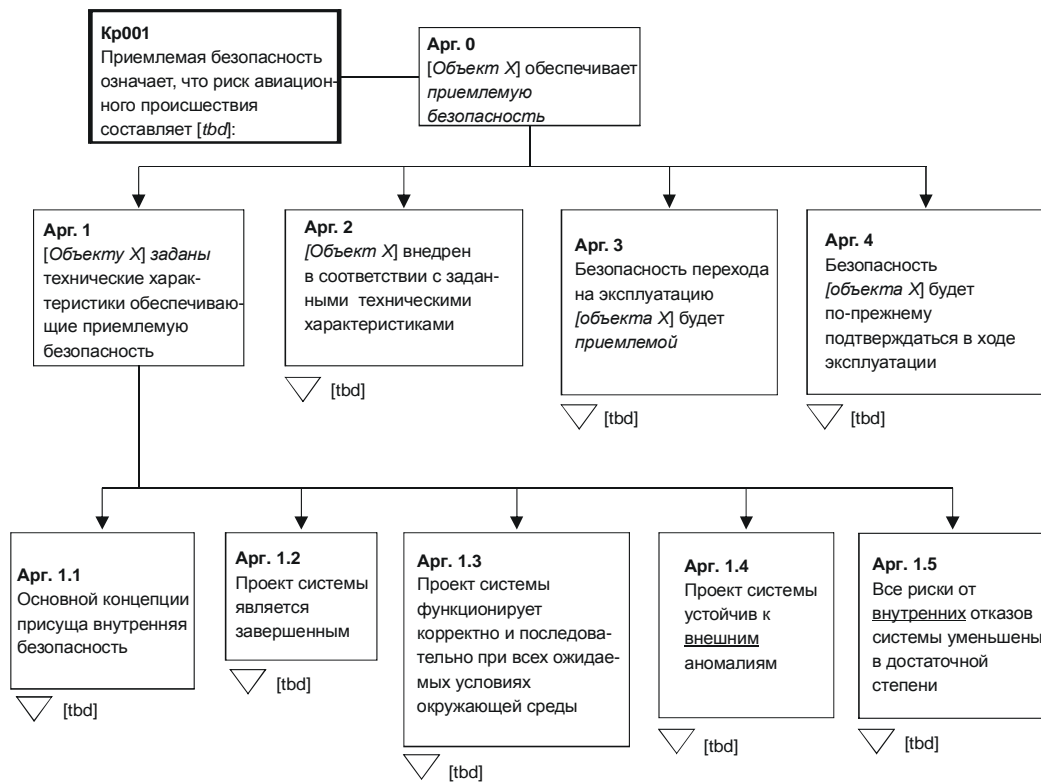 Кр001
Приемлемая безопасность
означает, что риск авиацион-
ного происшествия
составляет [tbd]:
Арг. 0
[Объект X] обеспечивает
приемлемую
безопасность
Арг. 1
[Объекту X] заданы
технические харак-
теристики обеспечиваю-
щие приемлемую
безопасность
Арг. 2
[Объект X] внедрен
в соответствии с задан-
ными техническими
характеристиками
[tbd]
Арг. 3
Безопасность перехода
на эксплуатацию
[объекта X] будет
приемлемой
[tbd]
Арг. 4
Безопасность
[объекта X] будет
по-прежнему
подтверждаться в ходе
эксплуатации
[tbd]
Арг. 1.1
Основной концепции
присуща внутренняя
безопасность
[tbd]
Арг. 1.2
Проект системы
является
завершенным
[tbd]
Арг. 1.3
Проект системы
функционирует
корректно и последова-
тельно при всех ожидае-
мых условиях
окружающей среды
[tbd]
Арг. 1.4
Проект системы
устойчив к
внешним
аномалиям
[tbd]
Арг. 1.5
Все риски от
внутренних отказов
системы уменьшены
в достаточной
степени
[tbd]